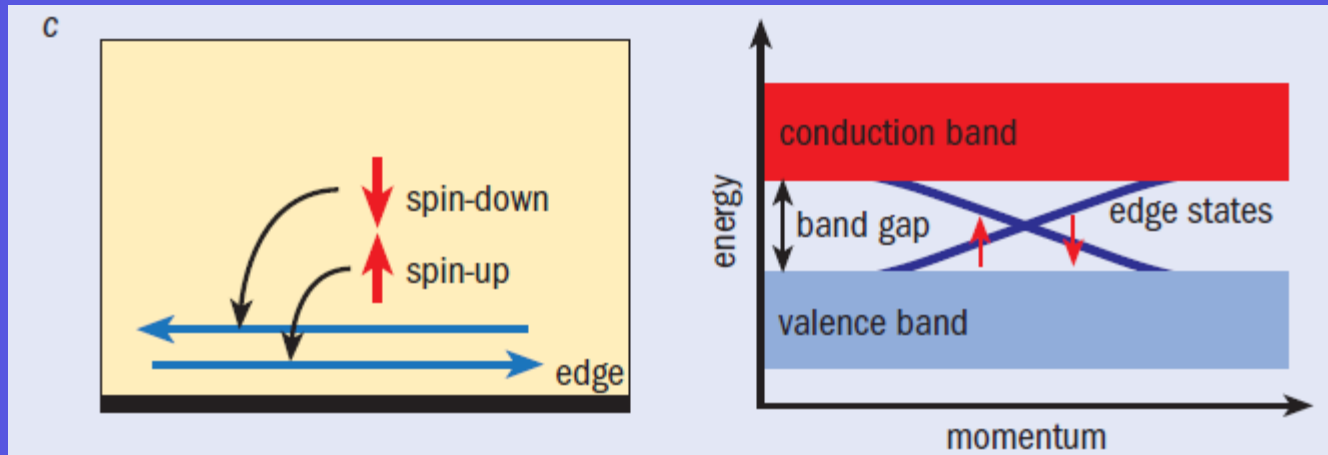 c
spin-down
spin-up
edge
conduction band
energy
band gap
edge states
valence band
momentum